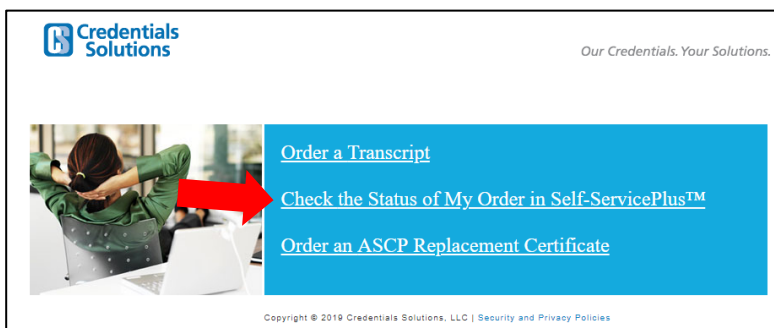 Credentials
Solutions
Our Credentials. Your Solutions.
Order a Transcript
Check the Status of My Order in Self-ServicePlus™
Order an ASCP Replacement Certificate
Copyright © 2019 Credentials Solutions, LLC | Security and Privacy Policies